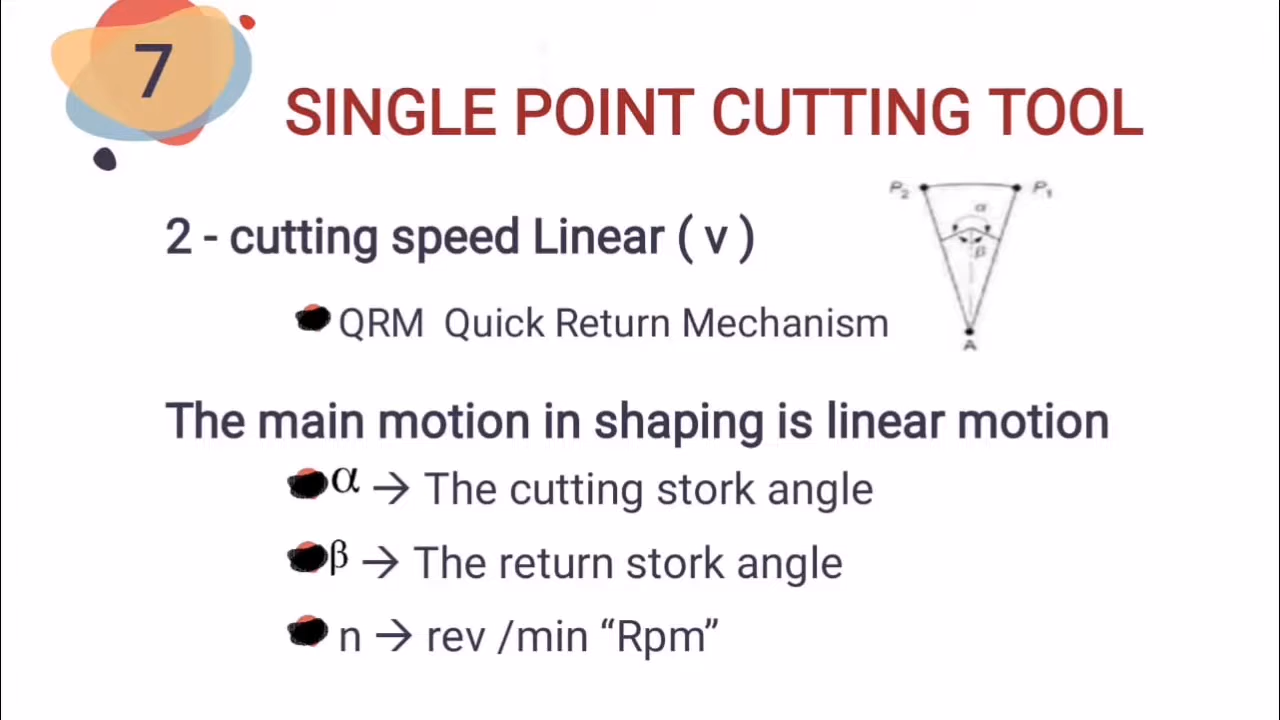 7
SINGLE POINT CUTTING TOOL
2 - cutting speed Linear ( v )
P₂ P₁
α
β
A
QRM Quick Return Mechanism
The main motion in shaping is linear motion
α → The cutting stork angle
β → The return stork angle
n → rev /min “Rpm”